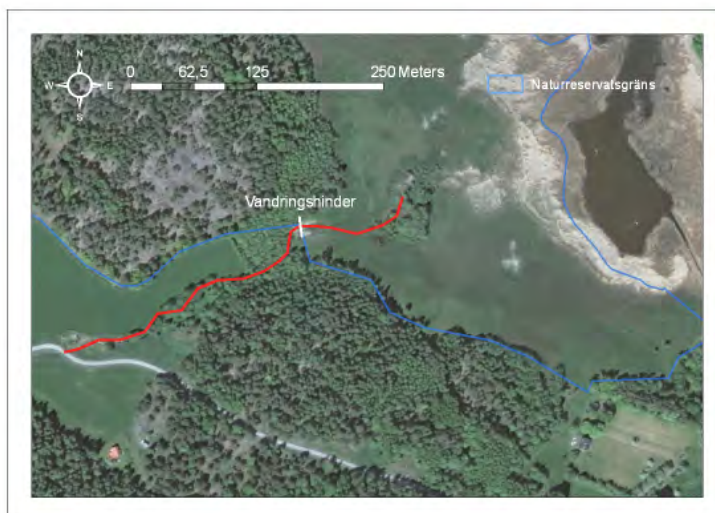 N
W E
S
0 62,5 125 250 Meters
Naturreservatsgräns
Vandringshinder